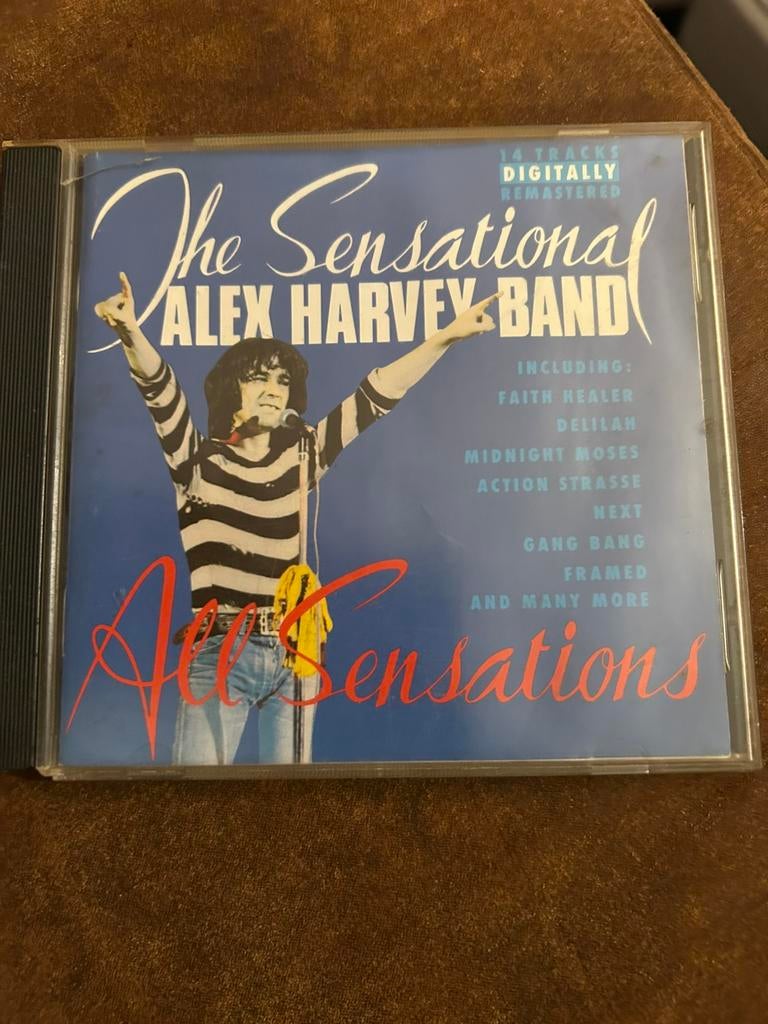 14 TRACKS
DIGITALLY
REMASTERED
The Sensational
ALEX HARVEY BAND
INCLUDING:
FAITH HEALER
DELILAH
MIDNIGHT MOSES
ACTION STRASSE
NEXT
GANG BANG
FRAMED
AND MANY MORE
All Sensations